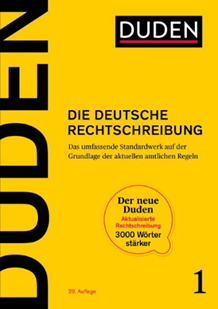 DUDEN
DUDEN
DIE DEUTSCHE
RECHTSCHREIBUNG
Das umfassende Standardwerk auf der
Grundlage der aktuellen amtlichen Regeln
Der neue
Duden
Aktualisierte
Rechtschreibung
3000 Wörter
stärker
29. Auflage
1